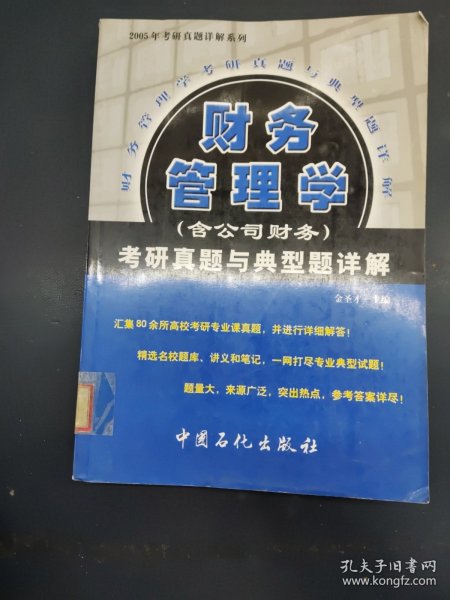 2005年考研真题详解系列
财务管理学考研真题与典型题详解
财务
管理学
(含公司财务)
考研真题与典型题详解
金圣才 主编
汇集80余所高校考研专业课真题，并进行详细解答！
精选名校题库、讲义和笔记，一网打尽专业典型试题！
题量大，来源广泛，突出热点，参考答案详尽！
中国石化出版社
孔夫子旧书网
www.kongfz.com